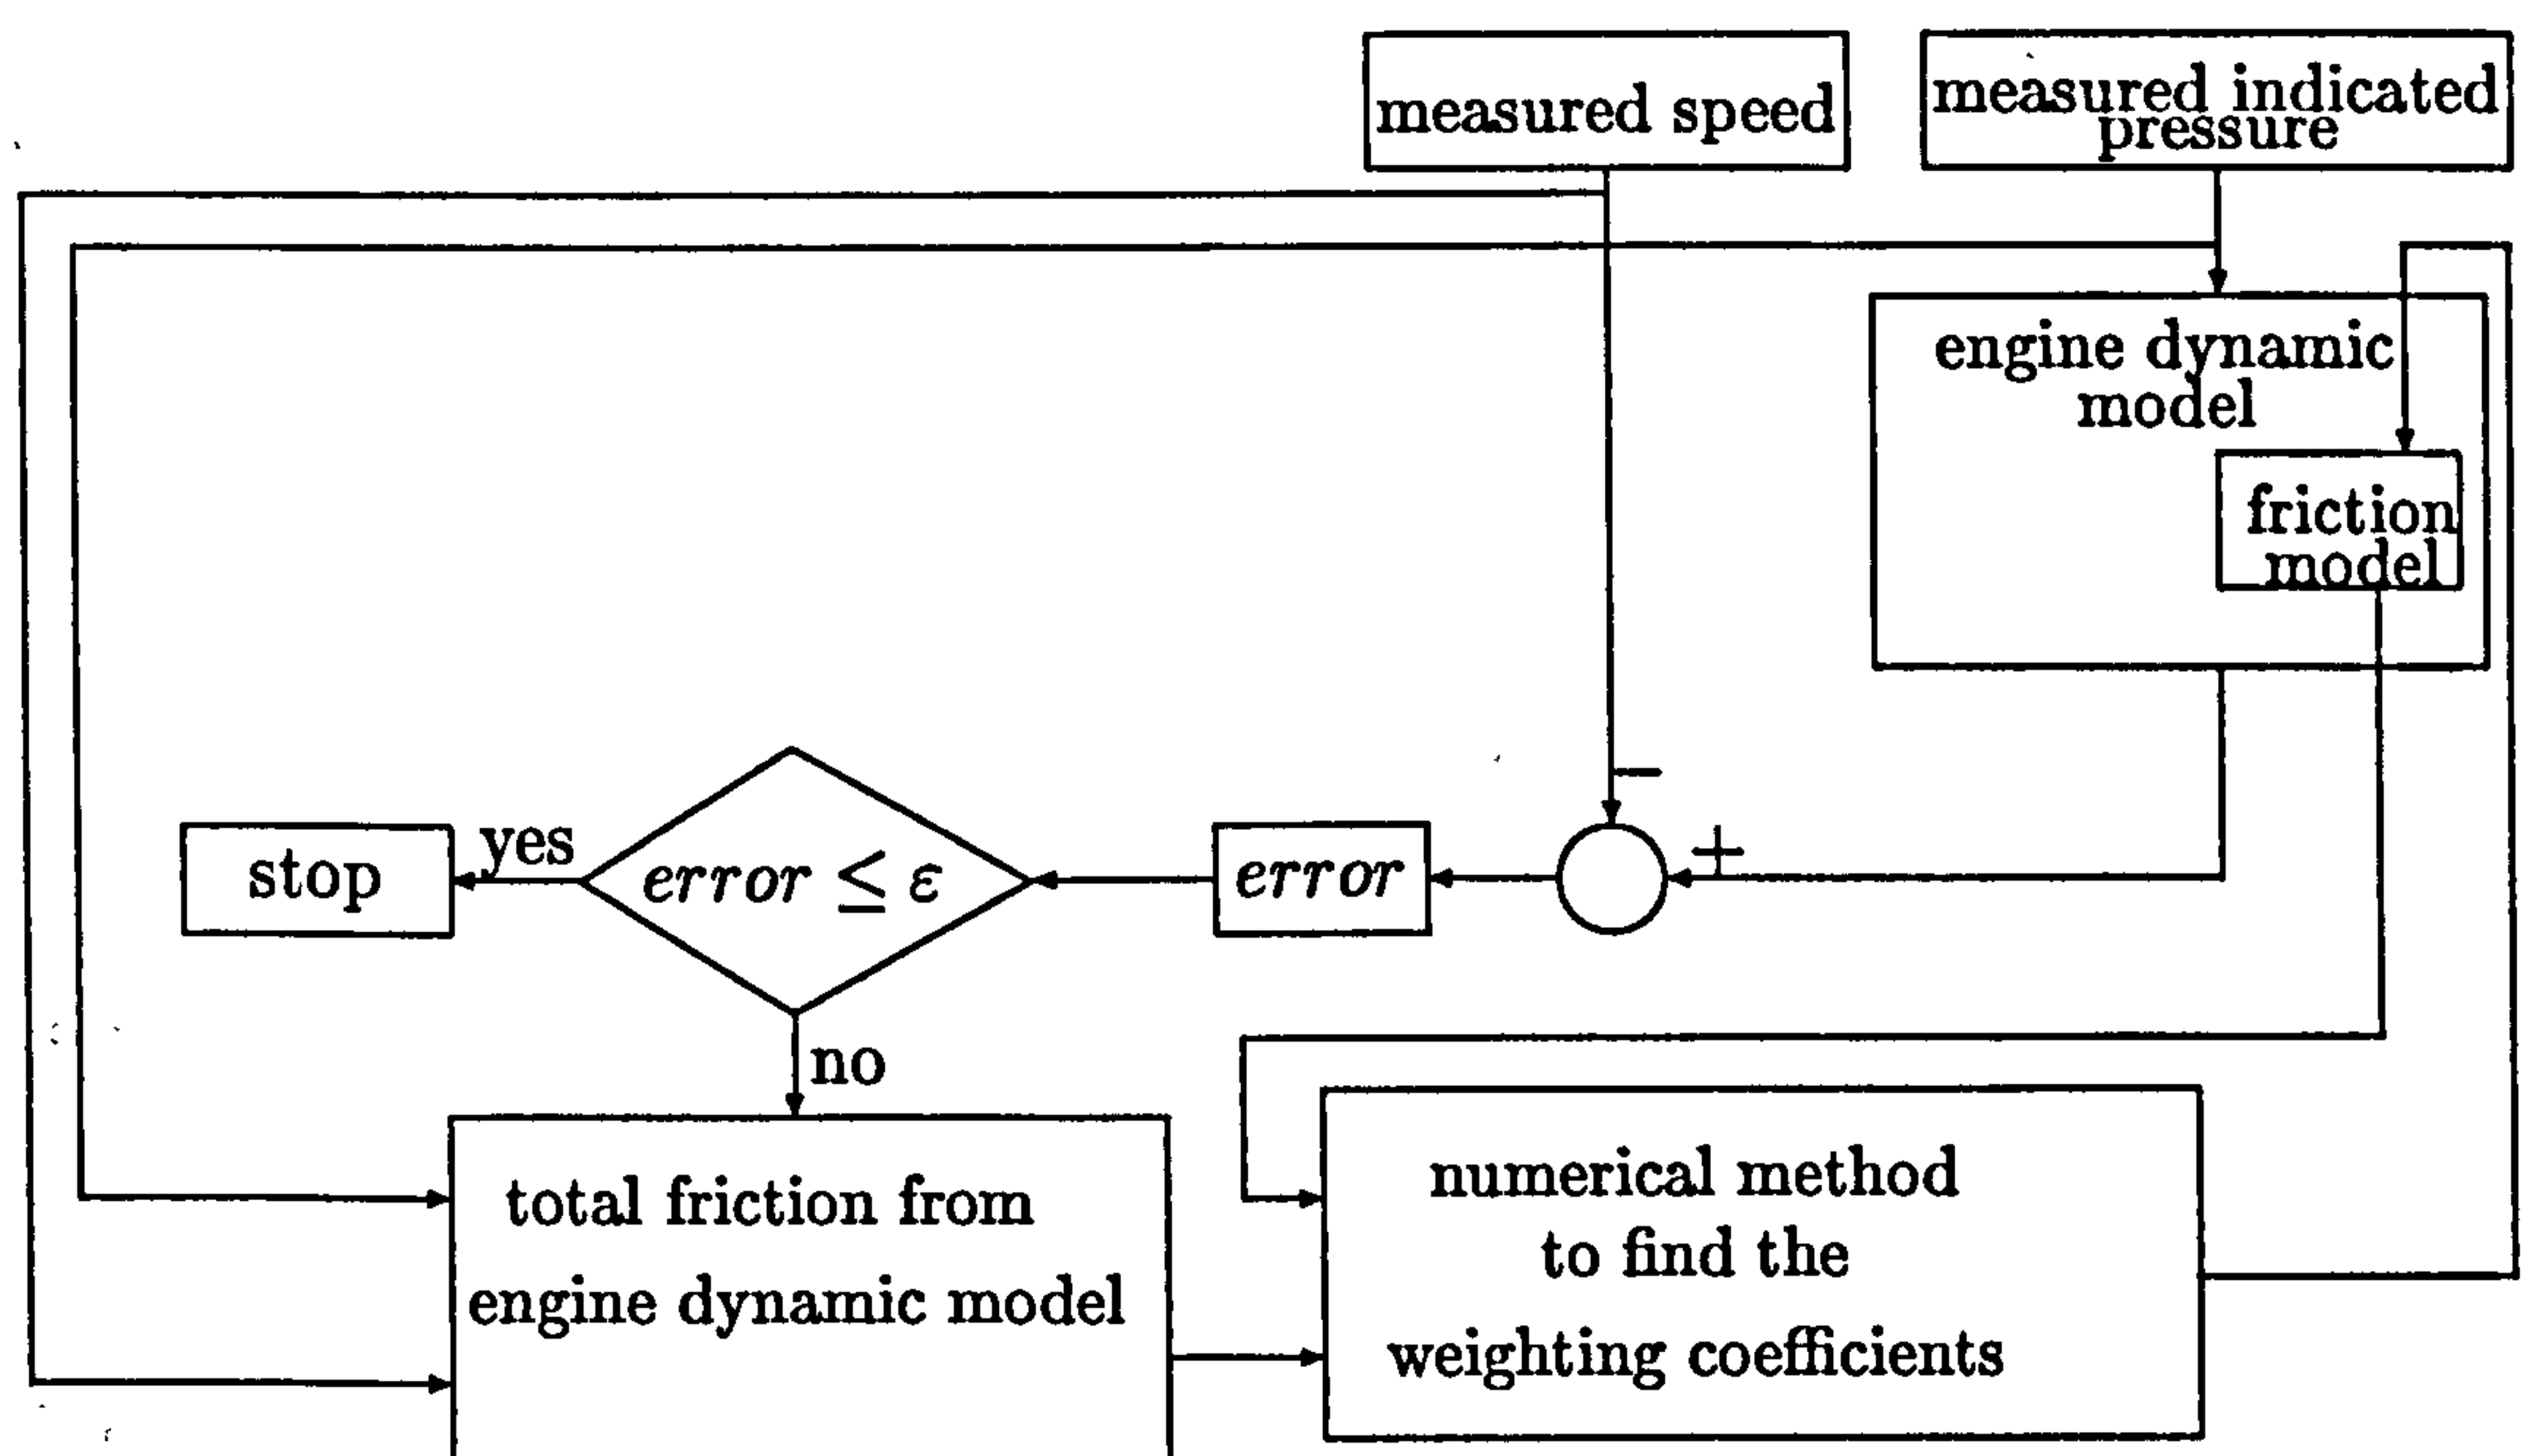 measured speed
measured indicated
pressure
engine dynamic
model
friction
model
−
+
stop
yes
error ≤ ε
error
no
total friction from
engine dynamic model
numerical method
to find the
weighting coefficients